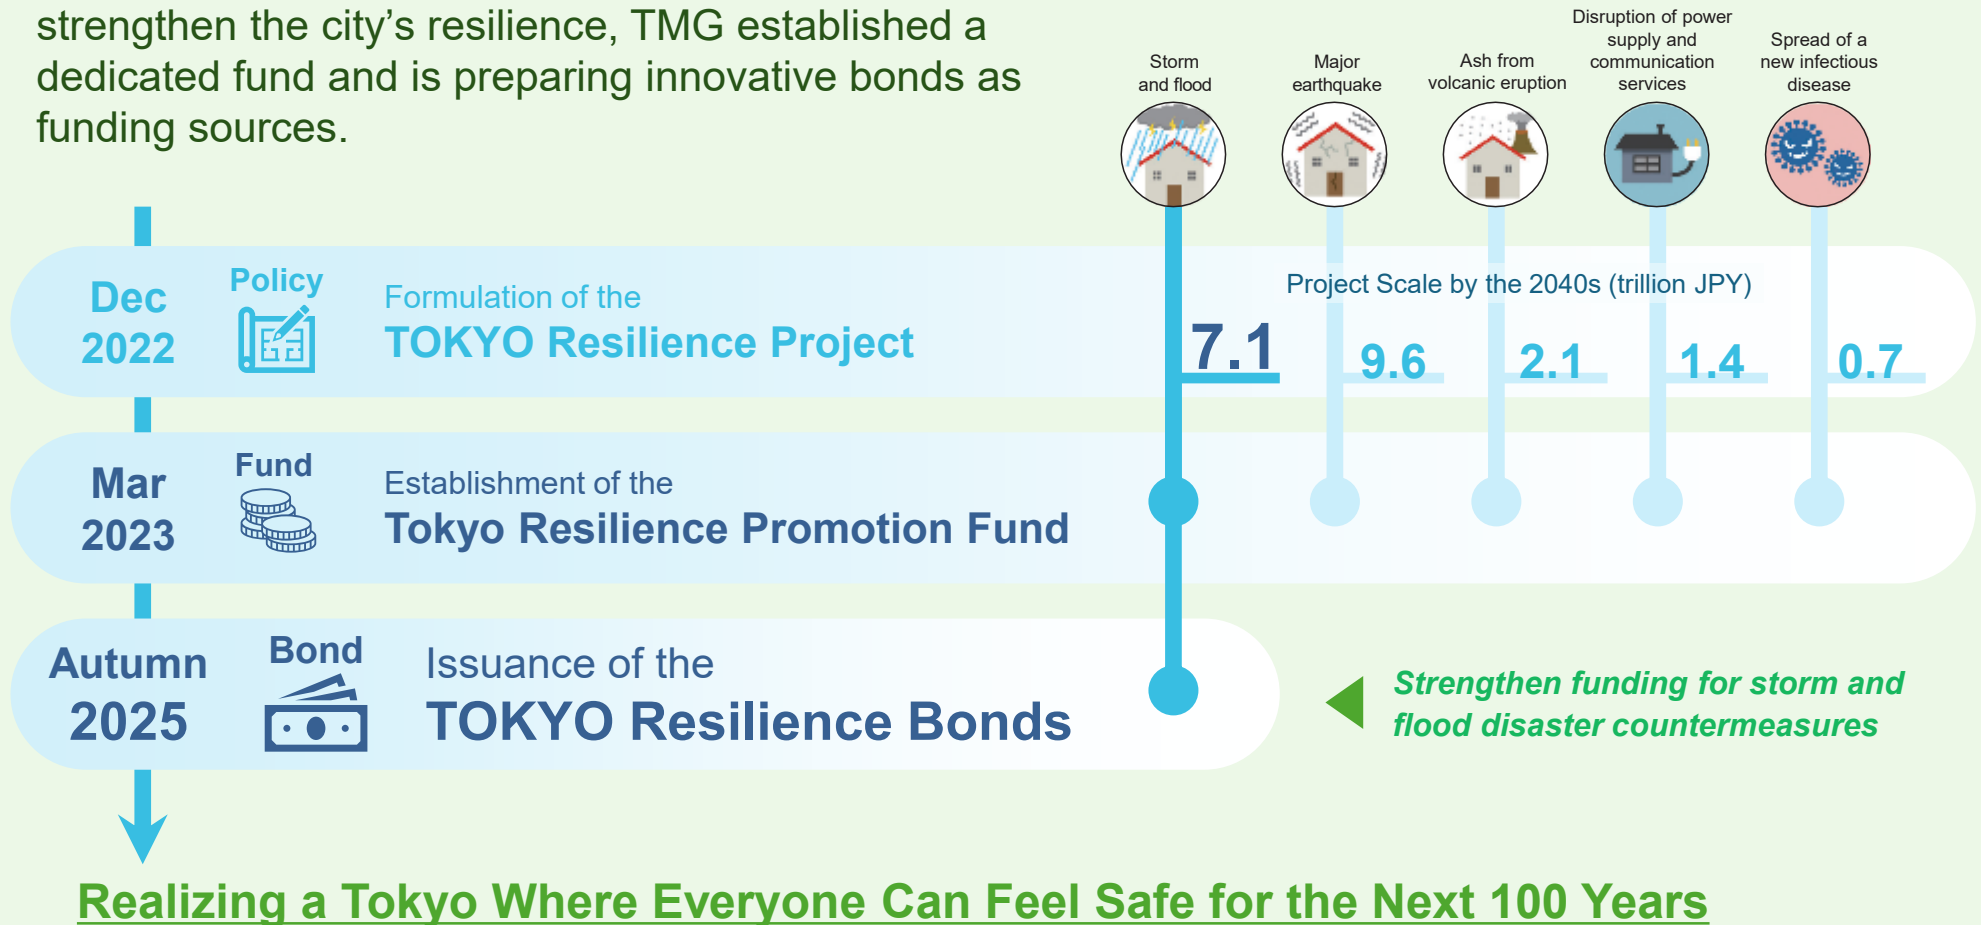 strengthen the city’s resilience, TMG established a
dedicated fund and is preparing innovative bonds as
funding sources.
Storm
and flood
Major
earthquake
Ash from
volcanic eruption
Disruption of power
supply and
communication
services
Spread of a
new infectious
disease
Dec
2022
Policy
Formulation of the
TOKYO Resilience Project
Project Scale by the 2040s (trillion JPY)
7.1
9.6
2.1
1.4
0.7
Mar
2023
Fund
Establishment of the
Tokyo Resilience Promotion Fund
Autumn
2025
Bond
Issuance of the
TOKYO Resilience Bonds
Strengthen funding for storm and
flood disaster countermeasures
Realizing a Tokyo Where Everyone Can Feel Safe for the Next 100 Years